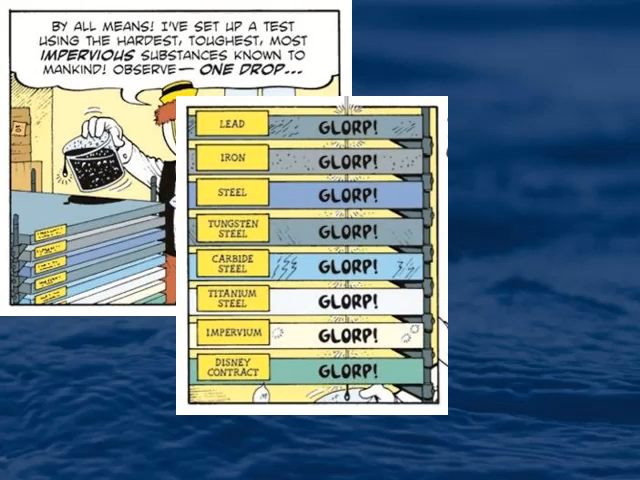 BY ALL MEANS! I'VE SET UP A TEST
USING THE HARDEST, TOUGHEST, MOST
IMPERVIOUS SUBSTANCES KNOWN TO
MANKIND! OBSERVE— ONE DROP...
LEAD GLORP!
IRON GLORP!
STEEL GLORP!
TUNGSTEN
STEEL GLORP!
CARBIDE
STEEL GLORP!
TITANIUM
STEEL GLORP!
IMPERVIUM GLORP!
DISNEY
CONTRACT GLORP!